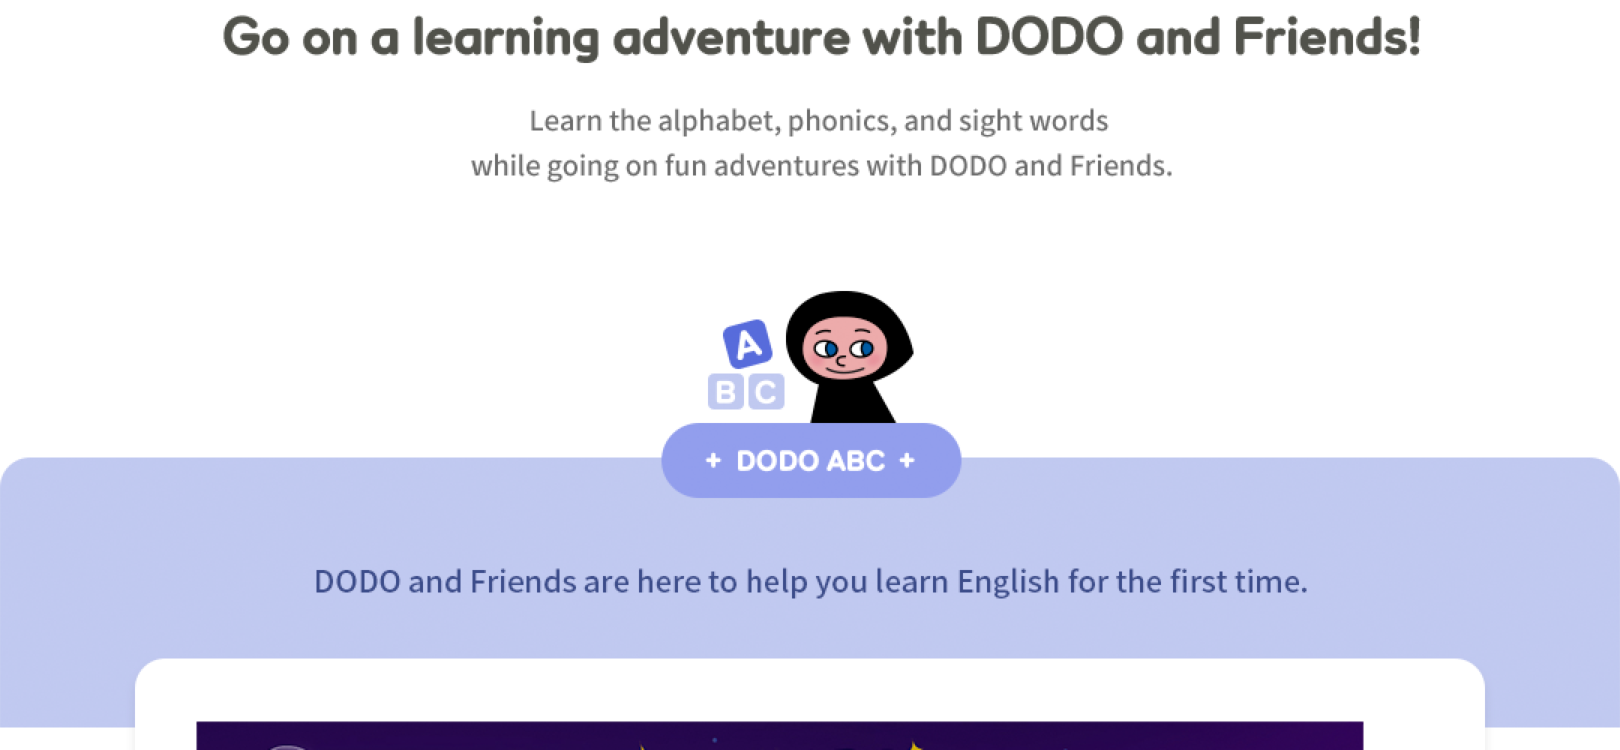 Go on a learning adventure with DODO and Friends!
Learn the alphabet, phonics, and sight words
while going on fun adventures with DODO and Friends.
A
B C
+ DODO ABC +
DODO and Friends are here to help you learn English for the first time.